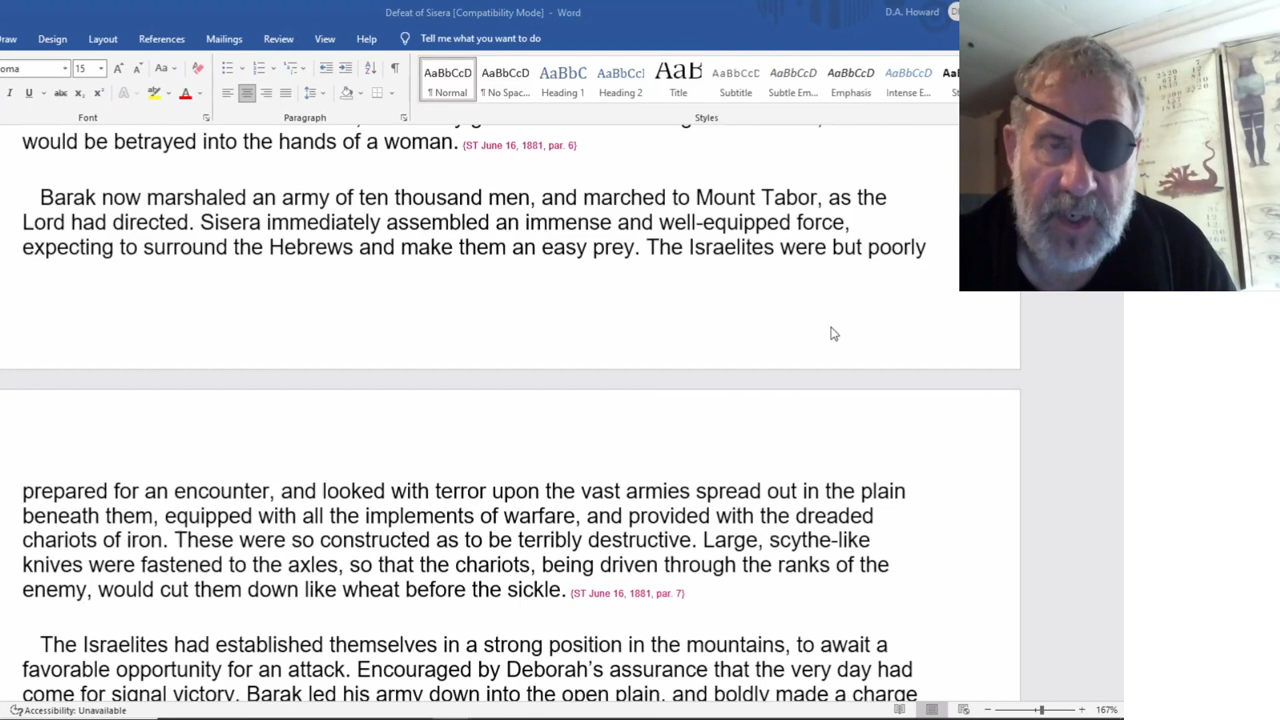 Defeat of Sisera [Compatibility Mode] - Word
D.A. Howard
Design Layout References Mailings Review View Help Tell me what you want to do
15
AaBbCcD AaBbCcD AaBbC AaBbCcI AaB AaBbCcD AaBbCcD AaBbCcD AaBbCcD
¶ Normal ¶ No Spac... Heading 1 Heading 2 Title Subtitle Subtle Em... Emphasis Intense E...
Font Paragraph Styles
would be betrayed into the hands of a woman. {ST June 16, 1881, par. 6}
Barak now marshaled an army of ten thousand men, and marched to Mount Tabor, as the
Lord had directed. Sisera immediately assembled an immense and well-equipped force,
expecting to surround the Hebrews and make them an easy prey. The Israelites were but poorly
prepared for an encounter, and looked with terror upon the vast armies spread out in the plain
beneath them, equipped with all the implements of warfare, and provided with the dreaded
chariots of iron. These were so constructed as to be terribly destructive. Large, scythe-like
knives were fastened to the axles, so that the chariots, being driven through the ranks of the
enemy, would cut them down like wheat before the sickle. {ST June 16, 1881, par. 7}
The Israelites had established themselves in a strong position in the mountains, to await a
favorable opportunity for an attack. Encouraged by Deborah's assurance that the very day had
come for signal victory, Barak led his army down into the open plain, and boldly made a charge
Accessibility: Unavailable
167%